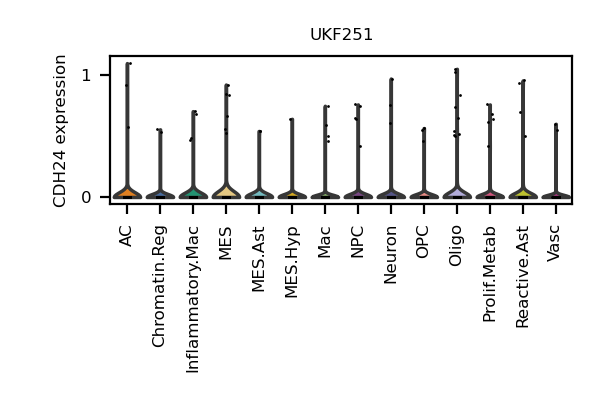 UKF251
CDH24 expression
1
0
AC
Chromatin.Reg
Inflammatory.Mac
MES
MES.Ast
MES.Hyp
Mac
NPC
Neuron
OPC
Oligo
Prolif.Metab
Reactive.Ast
Vasc